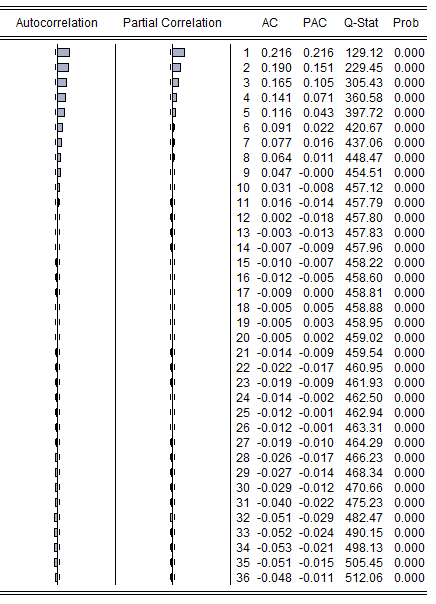 Autocorrelation Partial Correlation AC PAC Q-Stat Prob
1 0.216 0.216 129.12 0.000
2 0.190 0.151 229.45 0.000
3 0.165 0.105 305.43 0.000
4 0.141 0.071 360.58 0.000
5 0.116 0.043 397.72 0.000
6 0.091 0.022 420.67 0.000
7 0.077 0.016 437.06 0.000
8 0.064 0.011 448.47 0.000
9 0.047 -0.000 454.51 0.000
10 0.031 -0.008 457.12 0.000
11 0.016 -0.014 457.79 0.000
12 0.002 -0.018 457.80 0.000
13 -0.003 -0.013 457.83 0.000
14 -0.007 -0.009 457.96 0.000
15 -0.010 -0.007 458.22 0.000
16 -0.012 -0.005 458.60 0.000
17 -0.009 0.000 458.81 0.000
18 -0.005 0.005 458.88 0.000
19 -0.005 0.003 458.95 0.000
20 -0.005 0.002 459.02 0.000
21 -0.014 -0.009 459.54 0.000
22 -0.022 -0.017 460.95 0.000
23 -0.019 -0.009 461.93 0.000
24 -0.014 -0.002 462.50 0.000
25 -0.012 -0.001 462.94 0.000
26 -0.012 -0.001 463.31 0.000
27 -0.019 -0.010 464.29 0.000
28 -0.026 -0.017 466.23 0.000
29 -0.027 -0.014 468.34 0.000
30 -0.029 -0.012 470.66 0.000
31 -0.040 -0.022 475.23 0.000
32 -0.051 -0.029 482.47 0.000
33 -0.052 -0.024 490.15 0.000
34 -0.053 -0.021 498.13 0.000
35 -0.051 -0.015 505.45 0.000
36 -0.048 -0.011 512.06 0.000